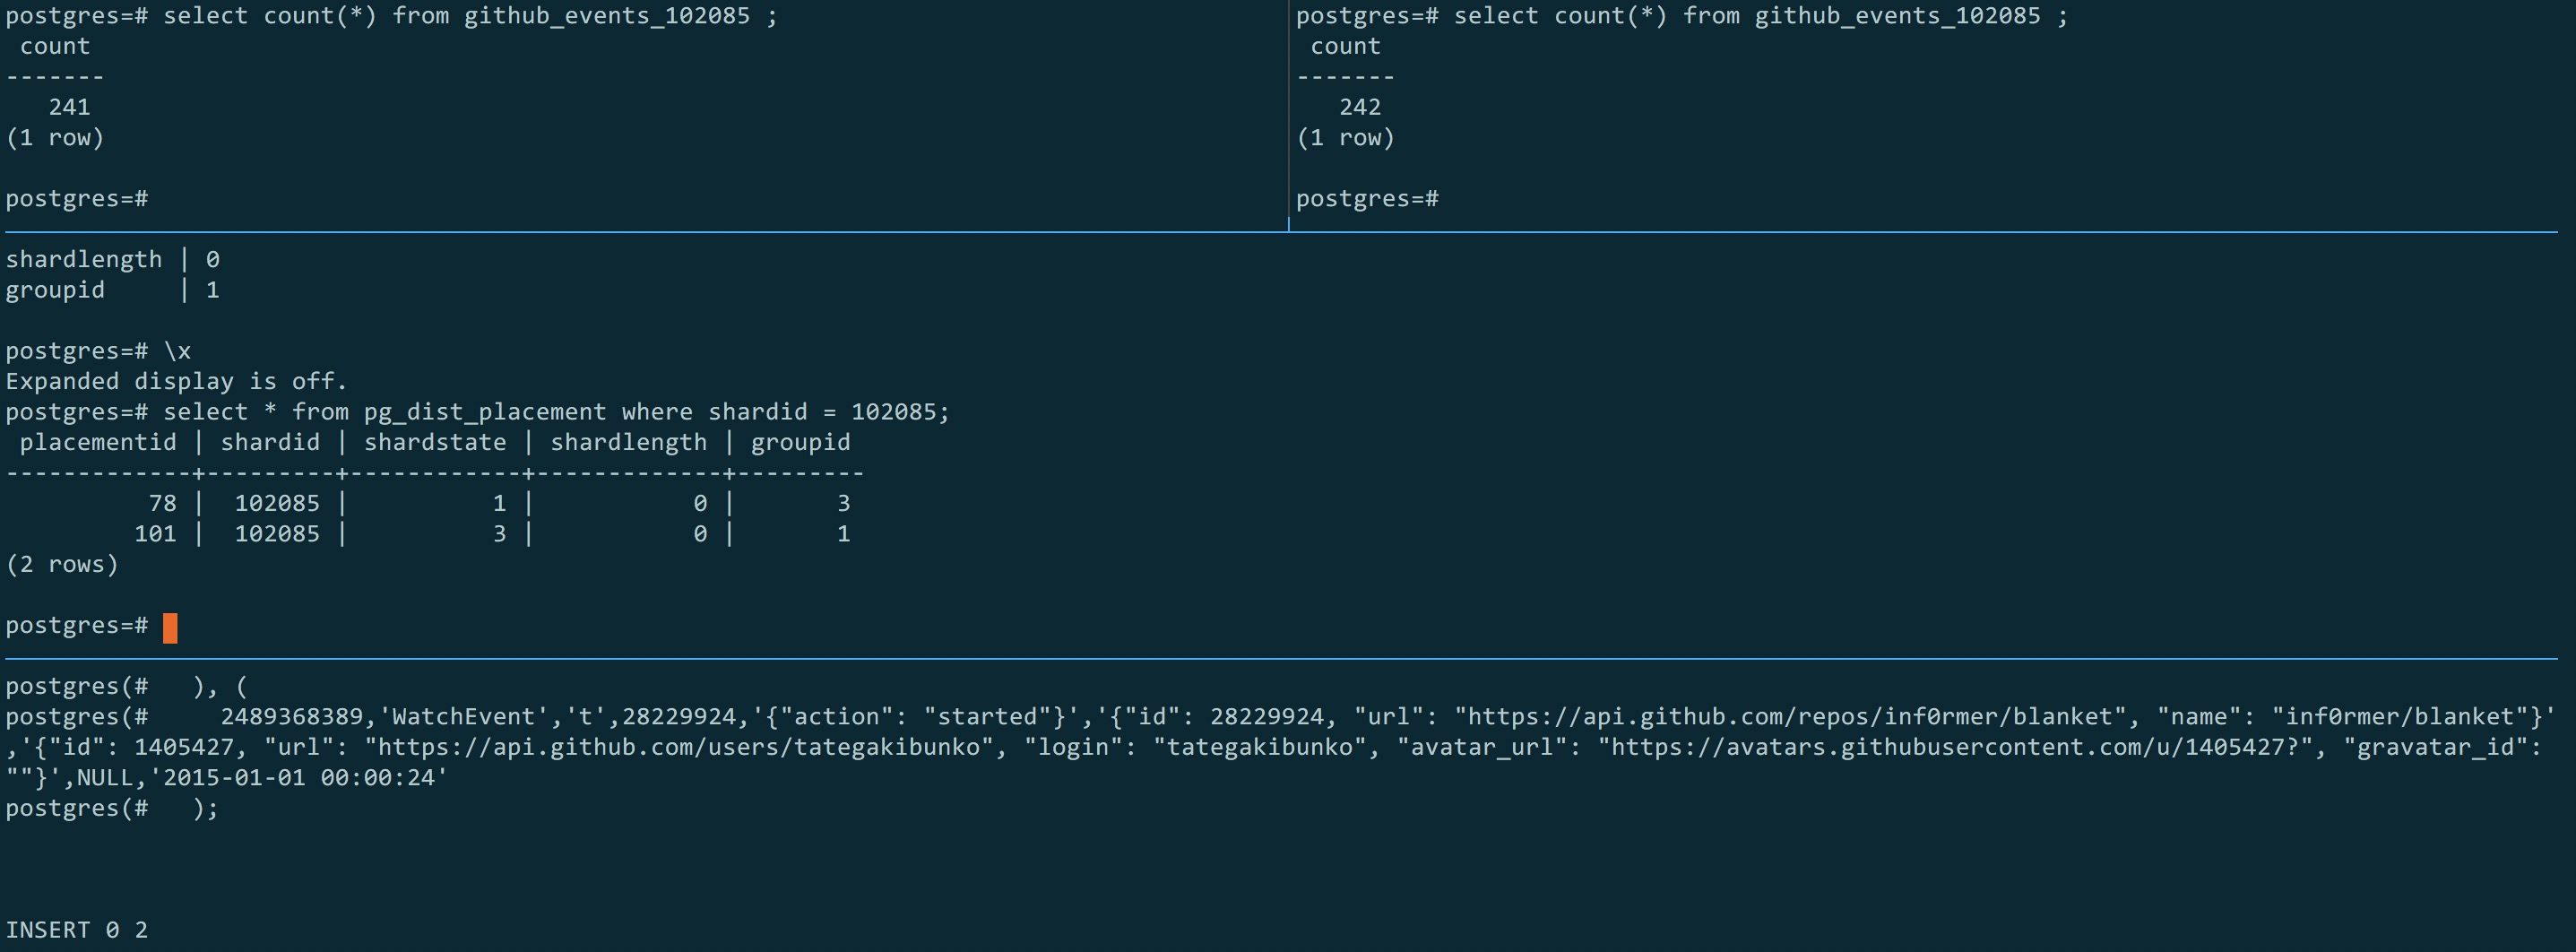 postgres=# select count(*) from github_events_102085 ;
 count
-------
   241
(1 row)

postgres=#
postgres=# select count(*) from github_events_102085 ;
 count
-------
   242
(1 row)

postgres=#
shardlength | 0
groupid     | 1

postgres=# \x
Expanded display is off.
postgres=# select * from pg_dist_placement where shardid = 102085;
 placementid | shardid | shardstate | shardlength | groupid
-------------+---------+------------+-------------+---------
          78 |  102085 |          1 |           0 |       3
         101 |  102085 |          3 |           0 |       1
(2 rows)

postgres=#
postgres(#   ), (
postgres(#     2489368389,'WatchEvent','t',28229924,'{"action": "started"}','{"id": 28229924, "url": "https://api.github.com/repos/inf0rmer/blanket", "name": "inf0rmer/blanket"}'
,'{"id": 1405427, "url": "https://api.github.com/users/tategakibunko", "login": "tategakibunko", "avatar_url": "https://avatars.githubusercontent.com/u/1405427?", "gravatar_id":
""}',NULL,'2015-01-01 00:00:24'
postgres(#   );

INSERT 0 2